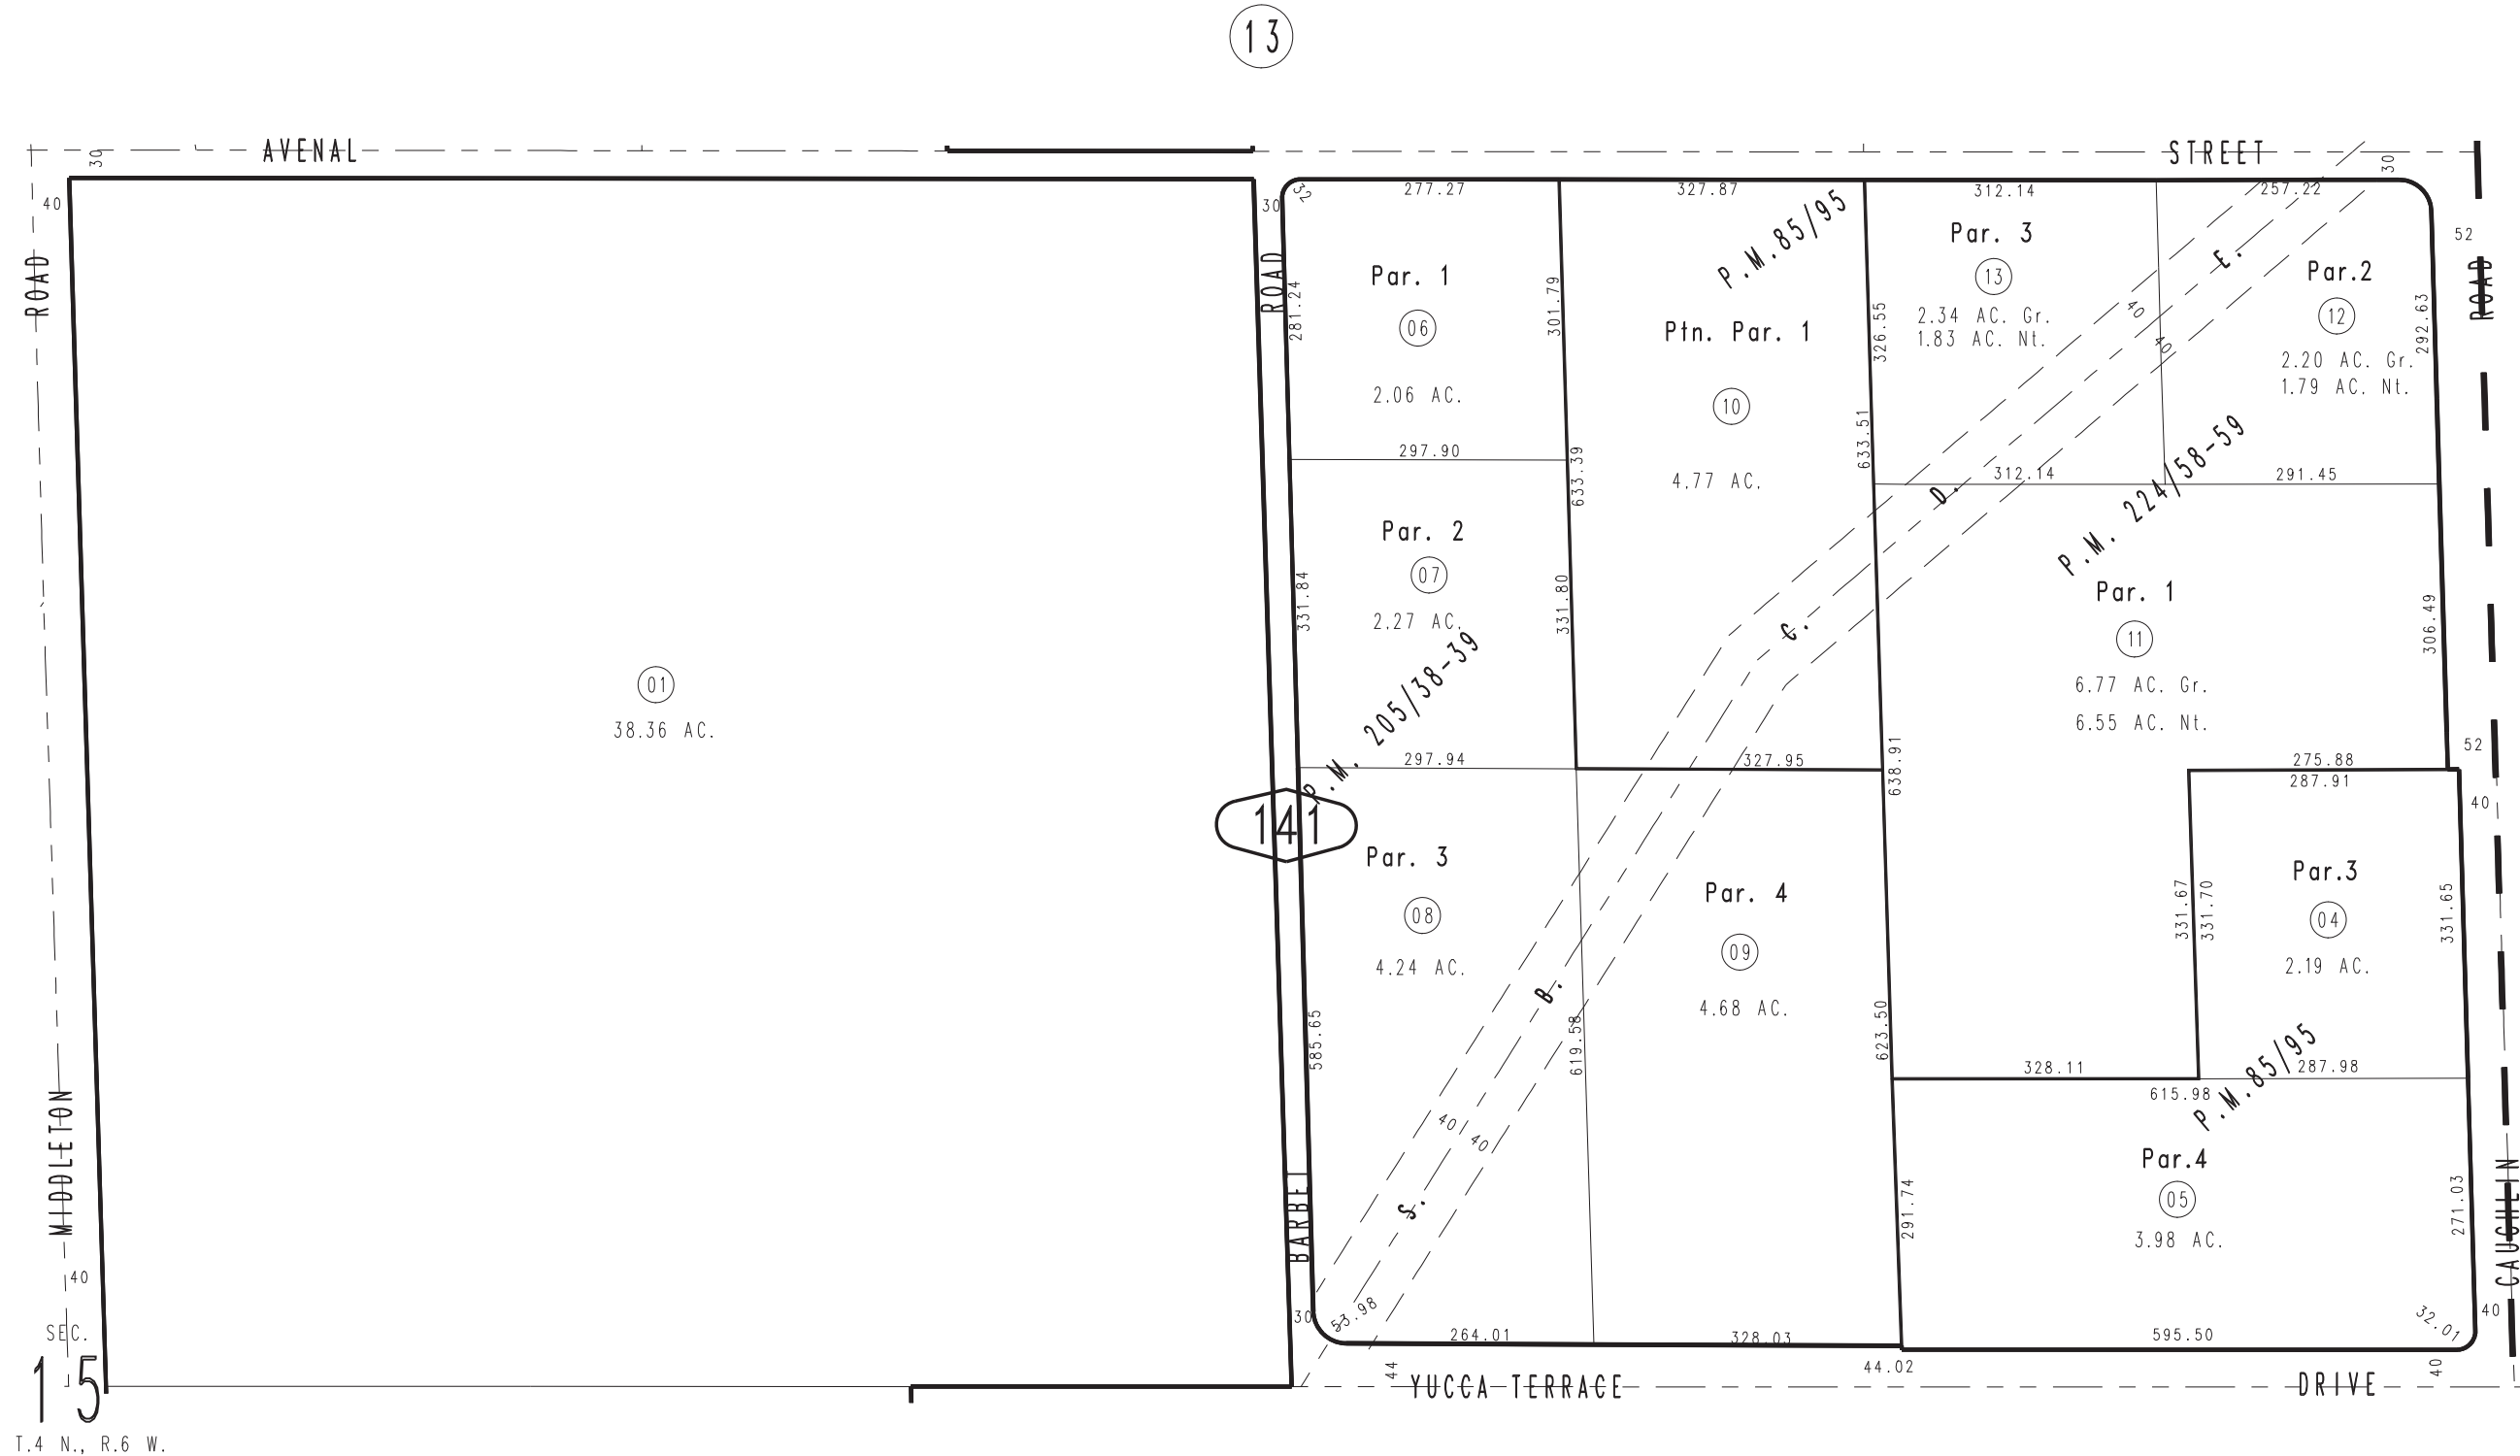 13
AVENAL
STREET
30
30
40
ROAD
30
32
277.27
327.87
312.14
257.22
52
ROAD
ROAD
281.24
Par. 1
06
2.06 AC.
301.79
297.90
P.M.85/95
Ptn. Par. 1
10
4.77 AC.
633.39
633.51
326.55
Par. 3
13
2.34 AC. Gr.
1.83 AC. Nt.
312.14
40
40
Par.2
12
2.20 AC. Gr.
1.79 AC. Nt.
292.63
291.45
S. B. C. D. E.
P.M. 224/58-59
Par. 1
11
6.77 AC. Gr.
6.55 AC. Nt.
306.49
331.84
Par. 2
07
2.27 AC.
331.80
P.M. 205/38-39
297.94
327.95
638.91
275.88
287.91
52
40
01
38.36 AC.
141
Par. 3
08
4.24 AC.
585.65
619.58
Par. 4
09
4.68 AC.
623.50
331.67
331.70
Par.3
04
2.19 AC.
331.65
328.11
287.98
615.98
P.M.85/95
40
40
Par.4
05
3.98 AC.
291.74
271.03
MIDDLETON
BARBET
CAUGHLIN
40
30
53.98
264.01
328.03
595.50
32.01
40
SEC.
15
44
44.02
40
YUCCA TERRACE
DRIVE
T.4 N., R.6 W.